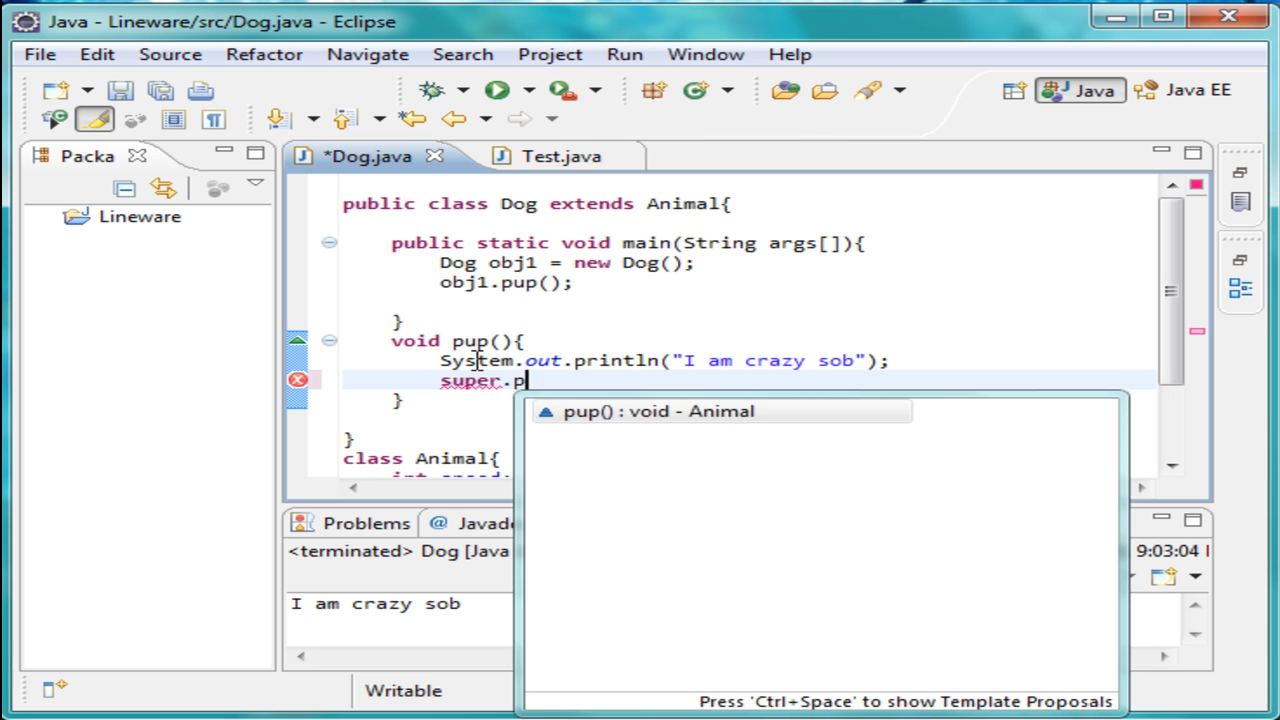 Java - Lineware/src/Dog.java - Eclipse
File Edit Source Refactor Navigate Search Project Run Window Help
Java Java EE
Packa
*Dog.java Test.java
Lineware
public class Dog extends Animal{
public static void main(String args[]){
Dog obj1 = new Dog();
obj1.pup();
}
void pup(){
System.out.println("I am crazy sob");
super.p
}
pup() : void - Animal
}
class Animal{
int
Problems @ Javad
<terminated> Dog [Java 9:03:04
I am crazy sob
Writable
Press 'Ctrl+Space' to show Template Proposals